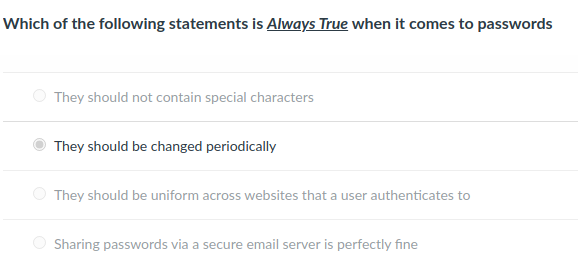 Which of the following statements is Always True when it comes to passwords
They should not contain special characters
They should be changed periodically
They should be uniform across websites that a user authenticates to
Sharing passwords via a secure email server is perfectly fine